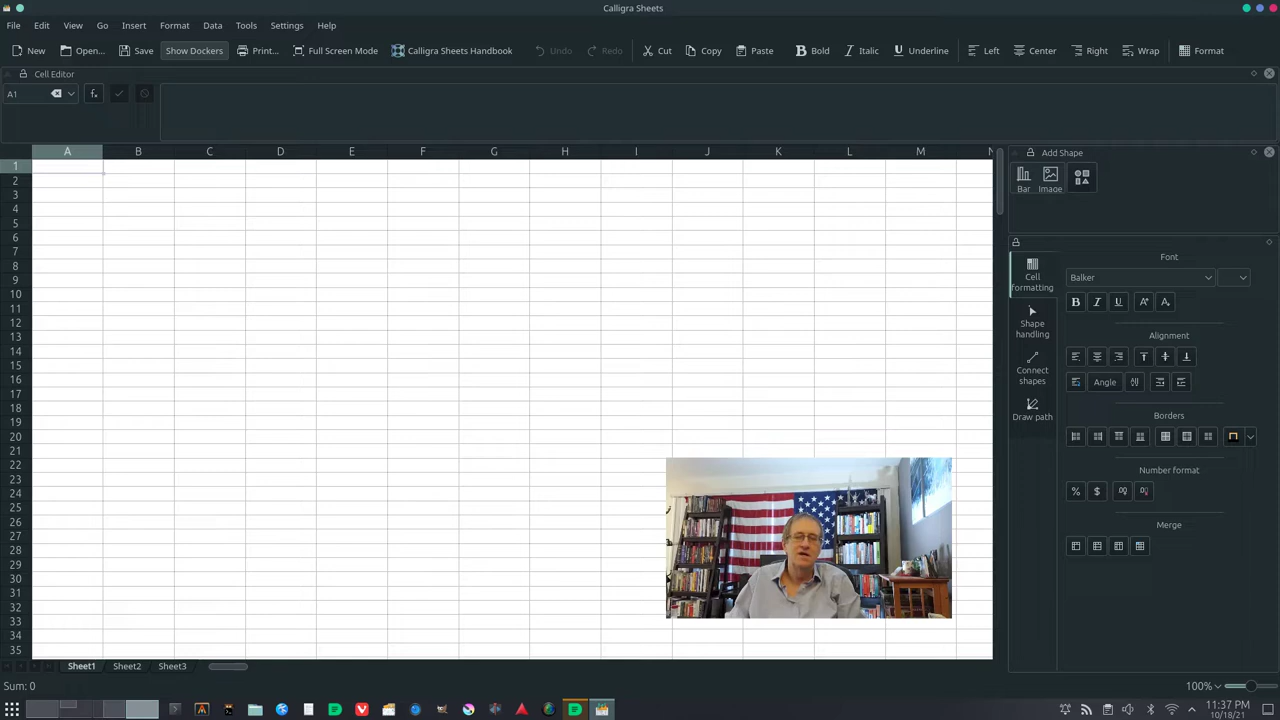 Calligra Sheets
File Edit View Go Insert Format Data Tools Settings Help
New Open... Save Show Dockers Print... Full Screen Mode Calligra Sheets Handbook Undo Redo Cut Copy Paste B Bold I Italic U Underline Left Center Right Wrap Format
Cell Editor
A1 fx
A B C D E F G H I J K L M N
1
2
3
4
5
6
7
8
9
10
11
12
13
14
15
16
17
18
19
20
21
22
23
24
25
26
27
28
29
30
31
32
33
34
35
Add Shape
Bar Image
Cell
formatting
Shape
handling
Connect
shapes
Draw path
Font
Balker
B I U A A
Alignment
Angle
Borders
Number format
% $ 00 00
Merge
Sheet1 Sheet2 Sheet3
Sum: 0
100%
11:37 PM
10/18/21